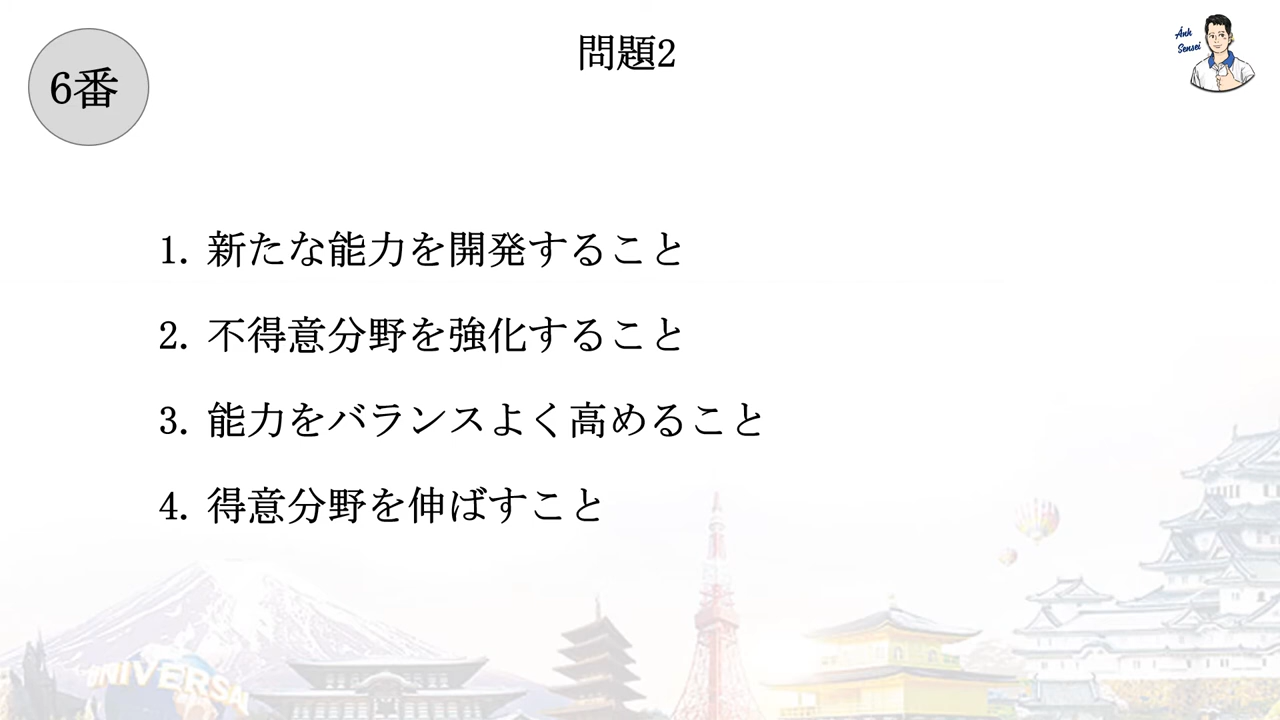 問題2
Ánh
Sensei
6番
1. 新たな能力を開発すること
2. 不得意分野を強化すること
3. 能力をバランスよく高めること
4. 得意分野を伸ばすこと
UNIVERSAL